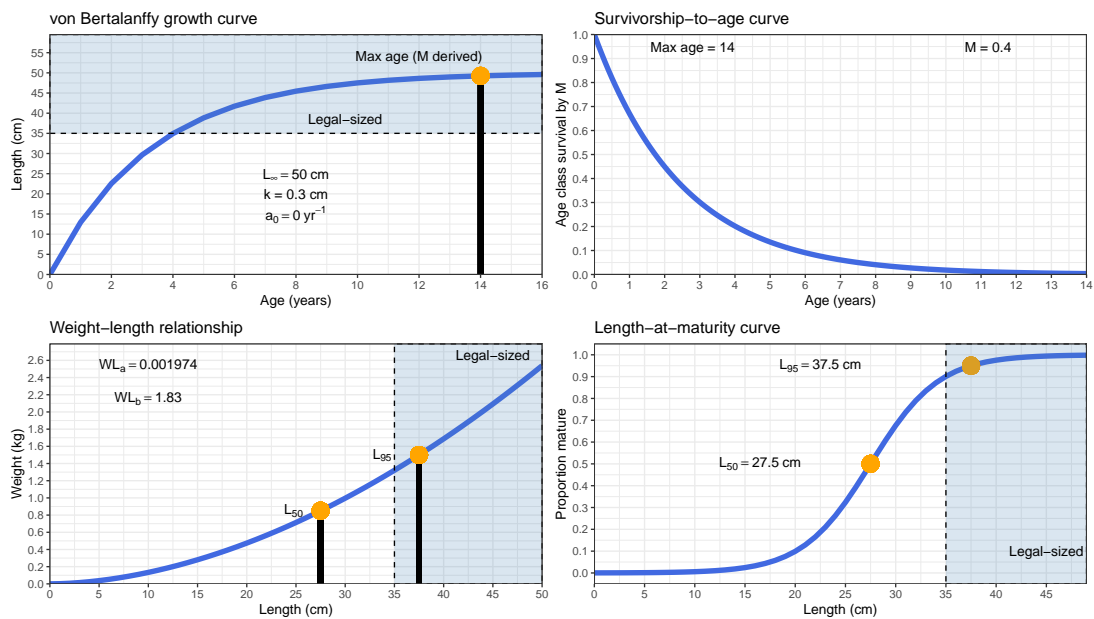 von Bertalanffy growth curve
Max age (M derived)
Legal−sized
L∞ = 50 cm
k = 0.3 cm
a0 = 0 yr−1
Length (cm)
0 5 10 15 20 25 30 35 40 45 50 55
0 2 4 6 8 10 12 14 16
Age (years)
Survivorship−to−age curve
Max age = 14
M = 0.4
Age class survival by M
0.0 0.1 0.2 0.3 0.4 0.5 0.6 0.7 0.8 0.9 1.0
0 1 2 3 4 5 6 7 8 9 10 11 12 13 14
Age (years)
Weight−length relationship
WLa = 0.001974
WLb = 1.83
Legal−sized
L95
L50
Weight (kg)
0.0 0.2 0.4 0.6 0.8 1.0 1.2 1.4 1.6 1.8 2.0 2.2 2.4 2.6
0 5 10 15 20 25 30 35 40 45 50
Length (cm)
Length−at−maturity curve
L95 = 37.5 cm
L50 = 27.5 cm
Legal−sized
Proportion mature
0.0 0.1 0.2 0.3 0.4 0.5 0.6 0.7 0.8 0.9 1.0
0 5 10 15 20 25 30 35 40 45
Length (cm)